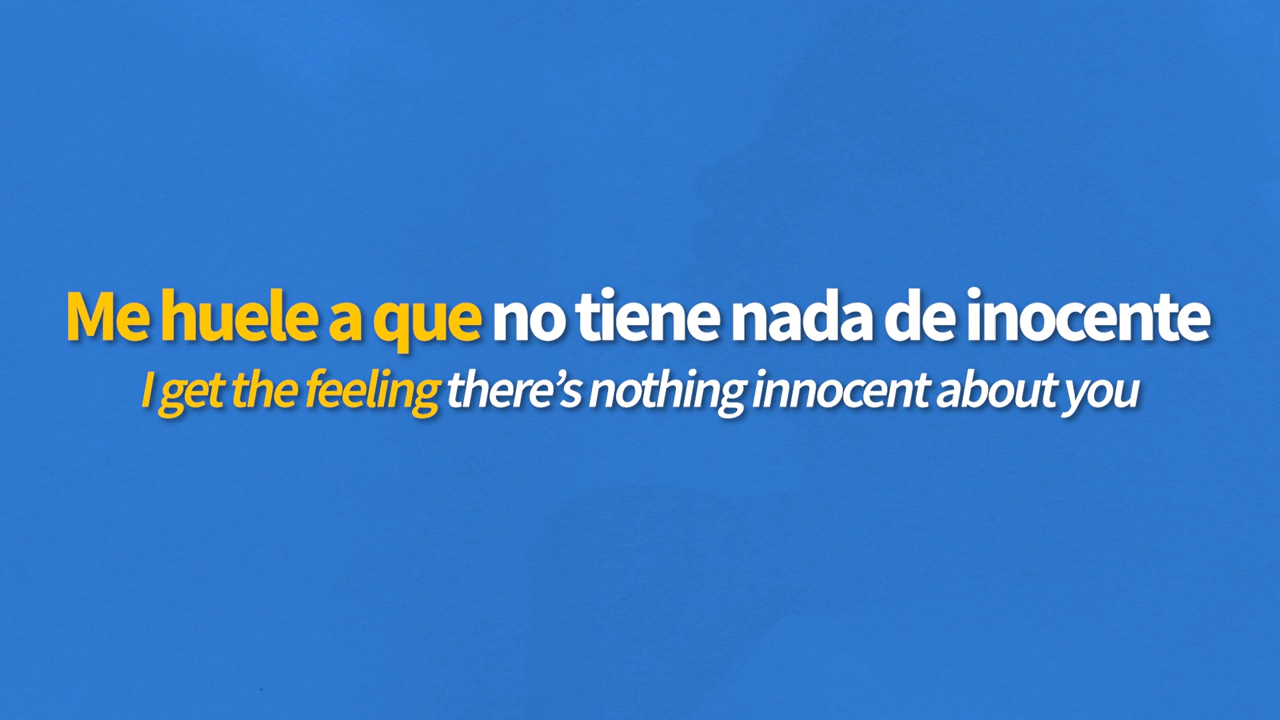 Me huele a que no tiene nada de inocente
I get the feeling there’s nothing innocent about you